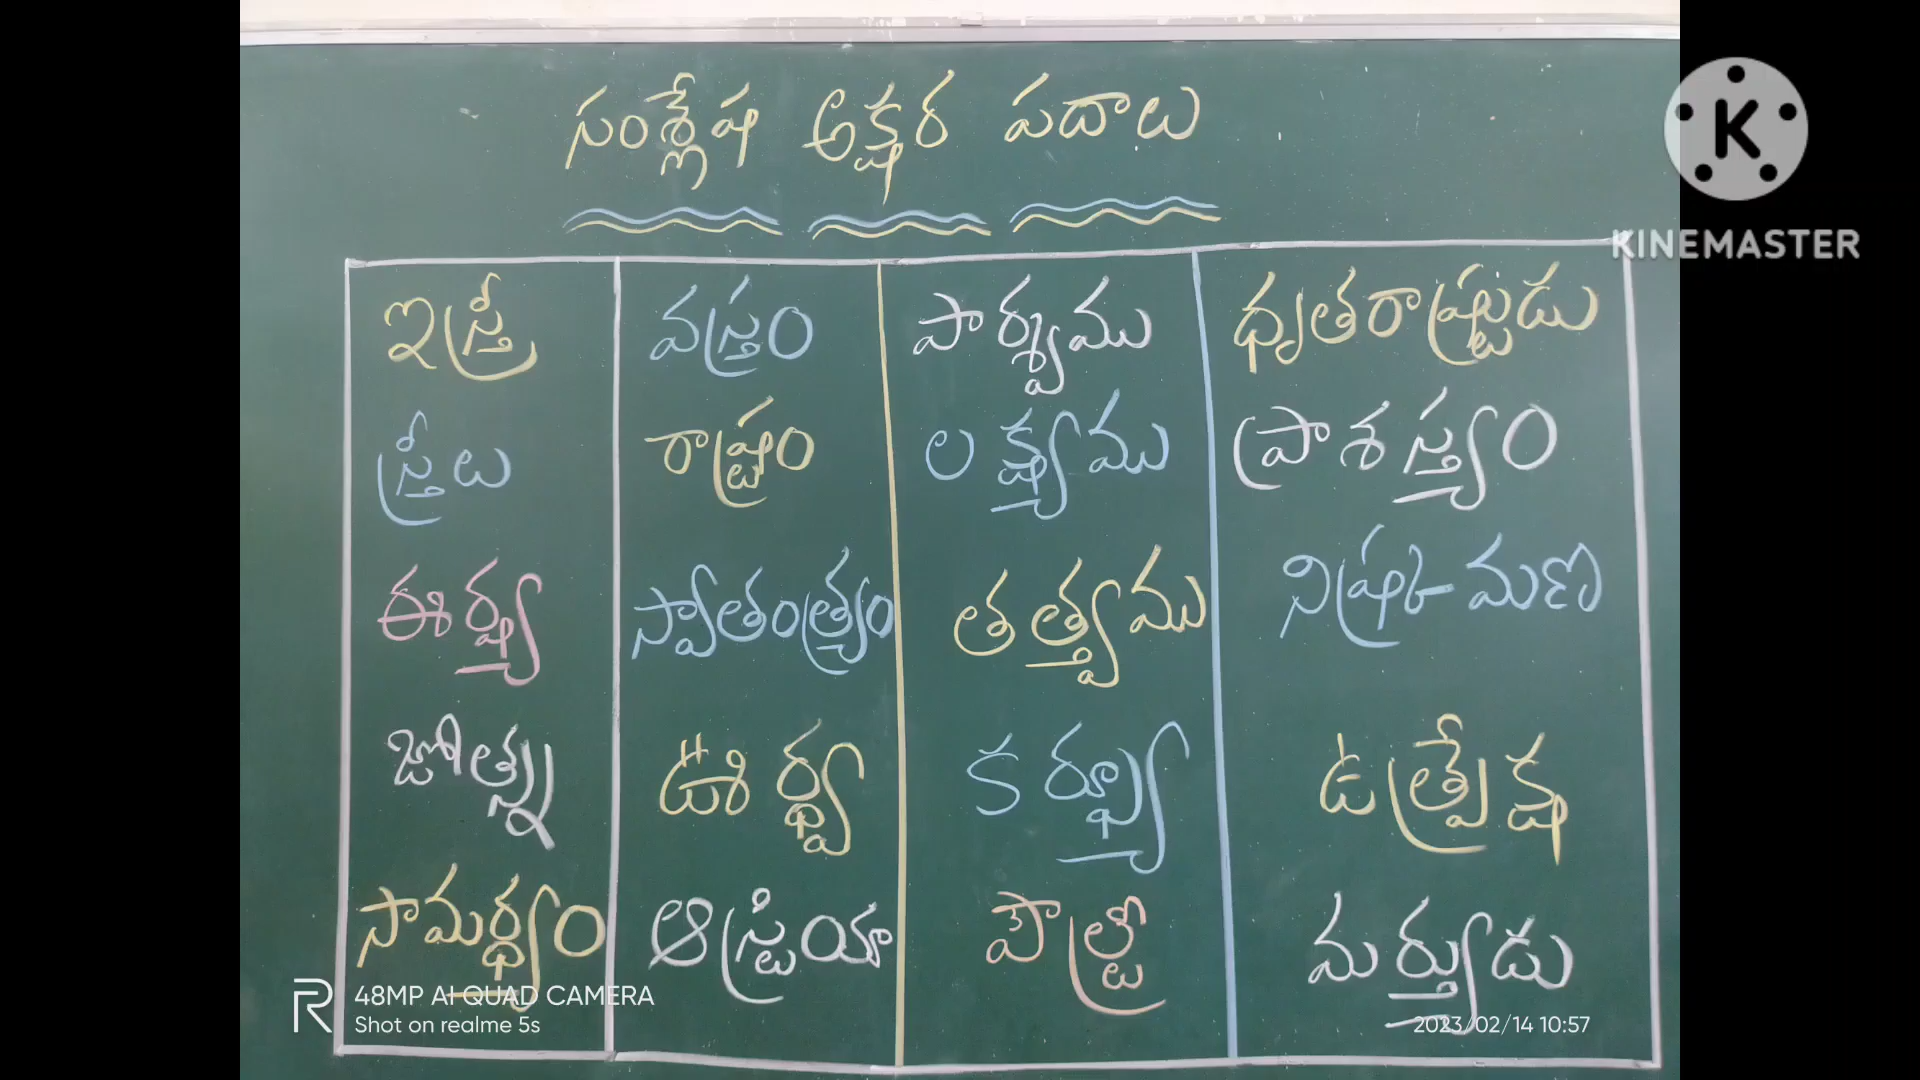 సంశ్లేష అక్షర పదాలు
KINEMASTER
ఇస్త్రీ వస్త్రం పార్శ్వము ధృతరాష్ట్రుడు
స్త్రీలు రాష్ట్రం లక్ష్యము ప్రాశస్త్యం
ఈర్ష్య స్వాతంత్ర్యం తత్త్వము నిష్క్రమణ
జ్యోత్స్న ఊర్ధ్వ కర్ఫ్యూ ఉత్ప్రేక్ష
సామర్థ్యం ఆస్ట్రియా పౌల్ట్రీ మర్త్యుడు
48MP AI QUAD CAMERA
Shot on realme 5s
2023/02/14 10:57